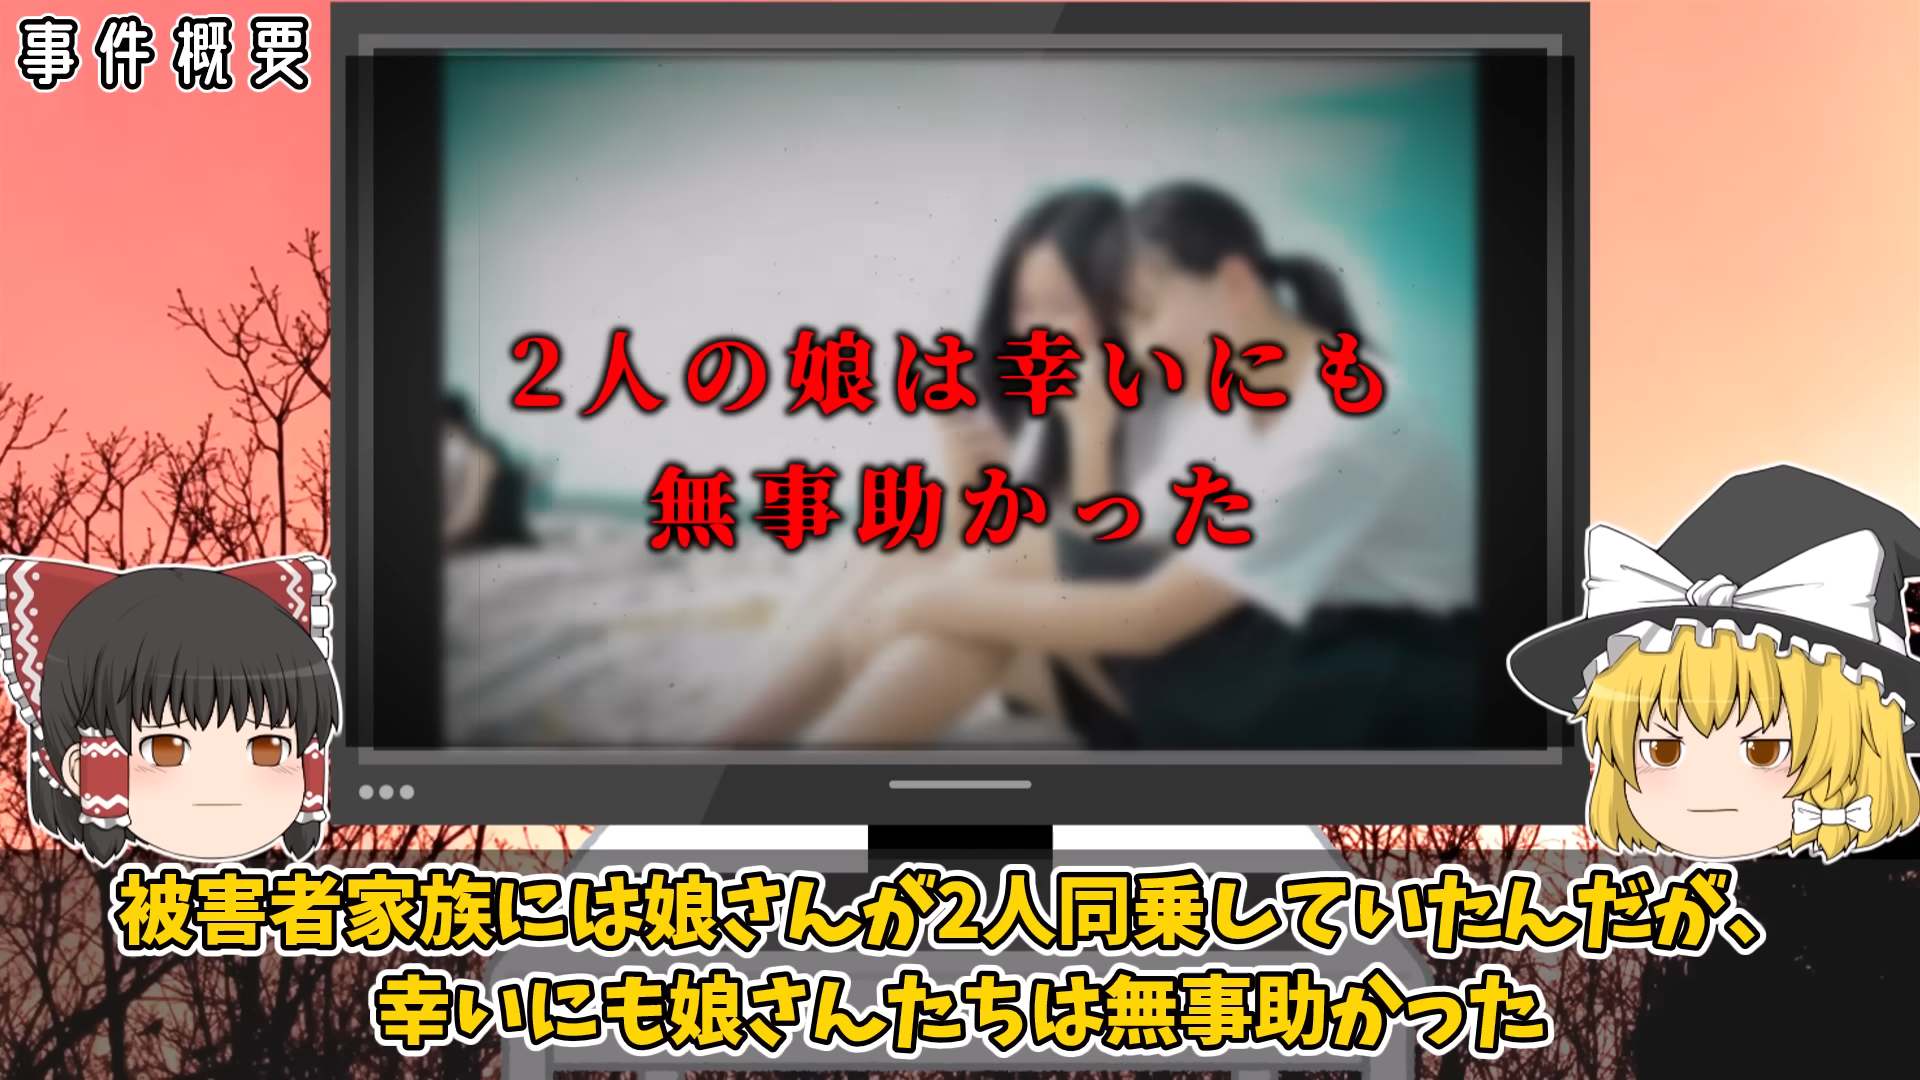 事件概要
2人の娘は幸いにも
無事助かった
被害者家族には娘さんが2人同乗していたんだが、
幸いにも娘さんたちは無事助かった